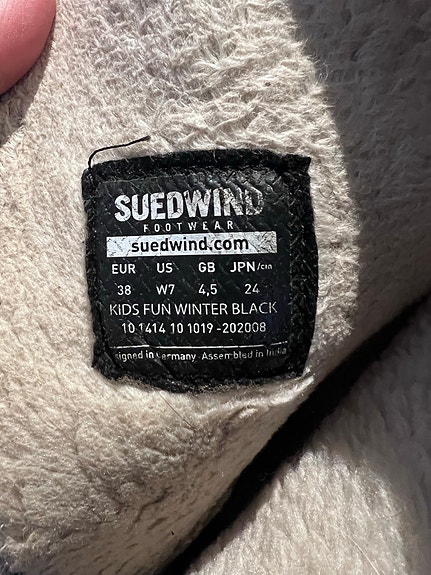 SUEDWIND
FOOTWEAR
suedwind.com
EUR US GB JPN/cm
38 W7 4,5 24
KIDS FUN WINTER BLACK
10 1414 10 1019 -202008
signed in Germany Assembled in India